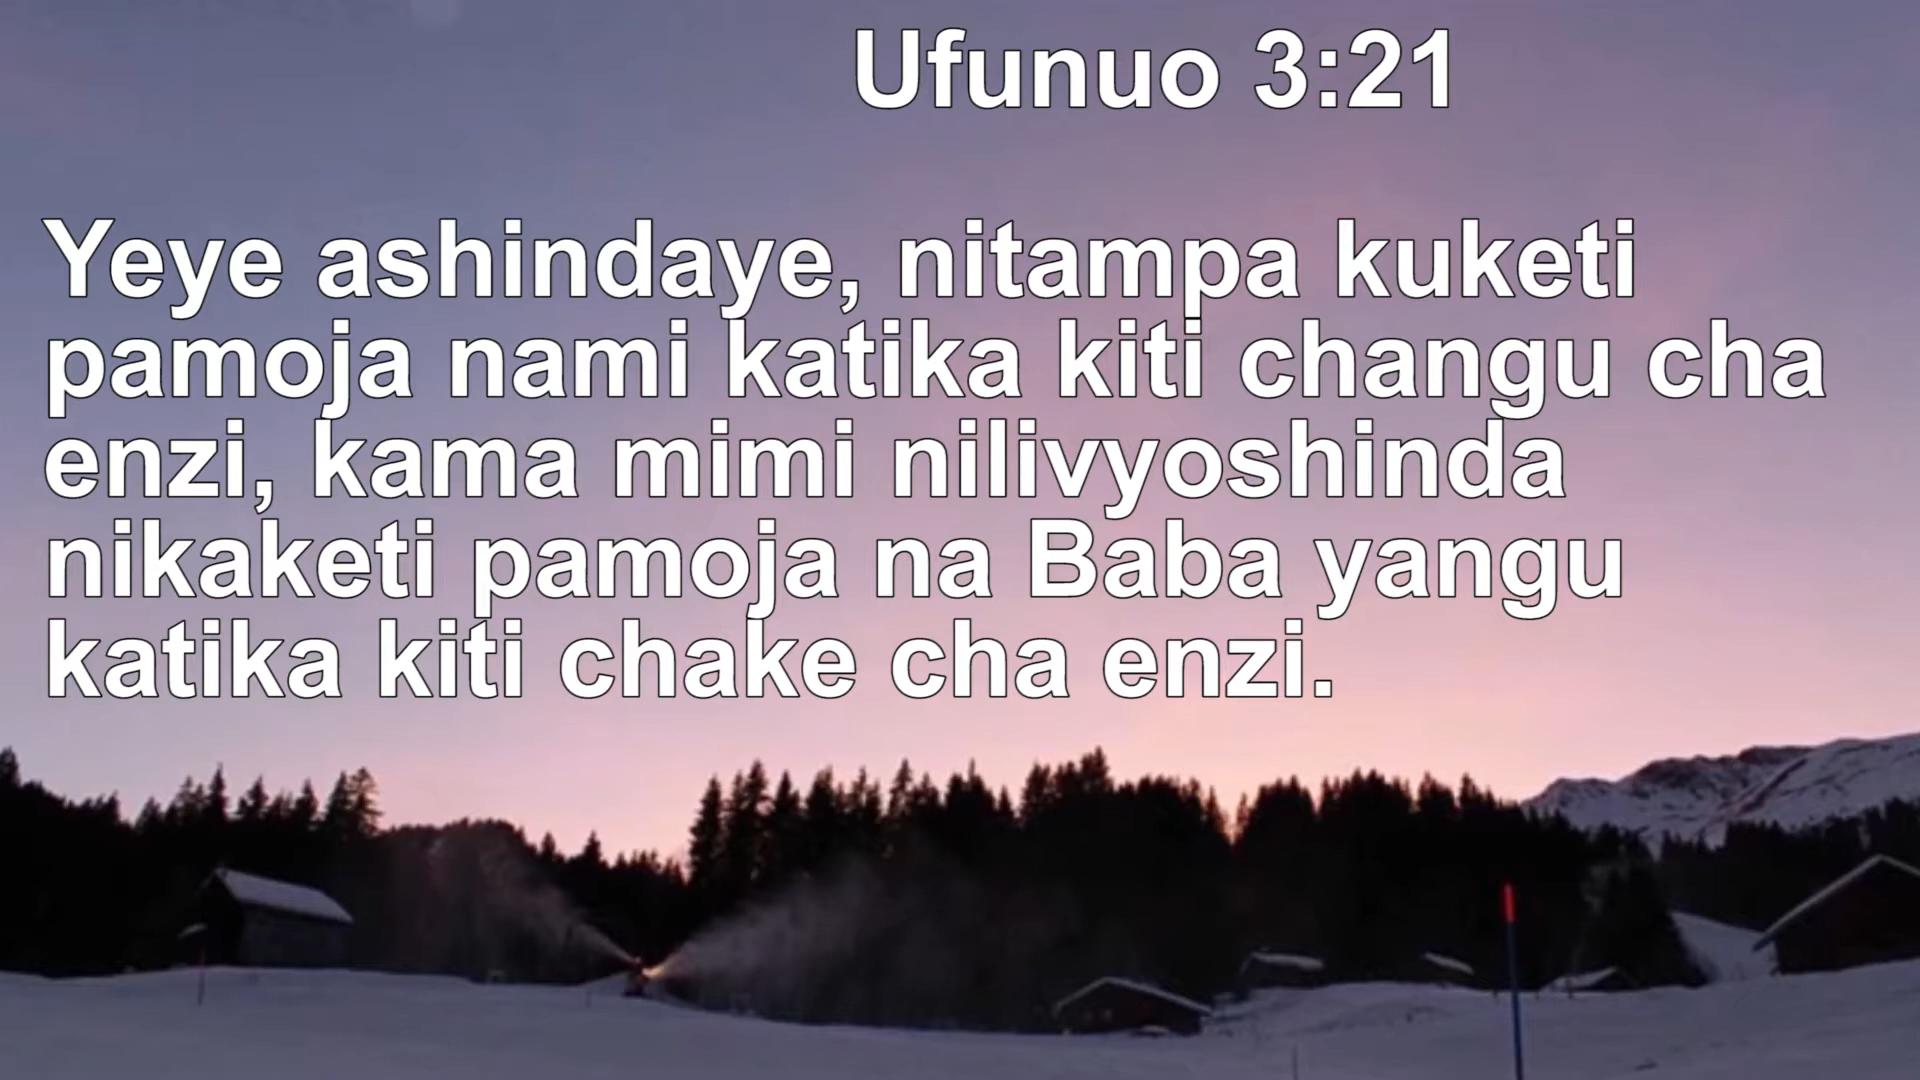 Ufunuo 3:21
Yeye ashindaye, nitampa kuketi
pamoja nami katika kiti changu cha
enzi, kama mimi nilivyoshinda
nikaketi pamoja na Baba yangu
katika kiti chake cha enzi.